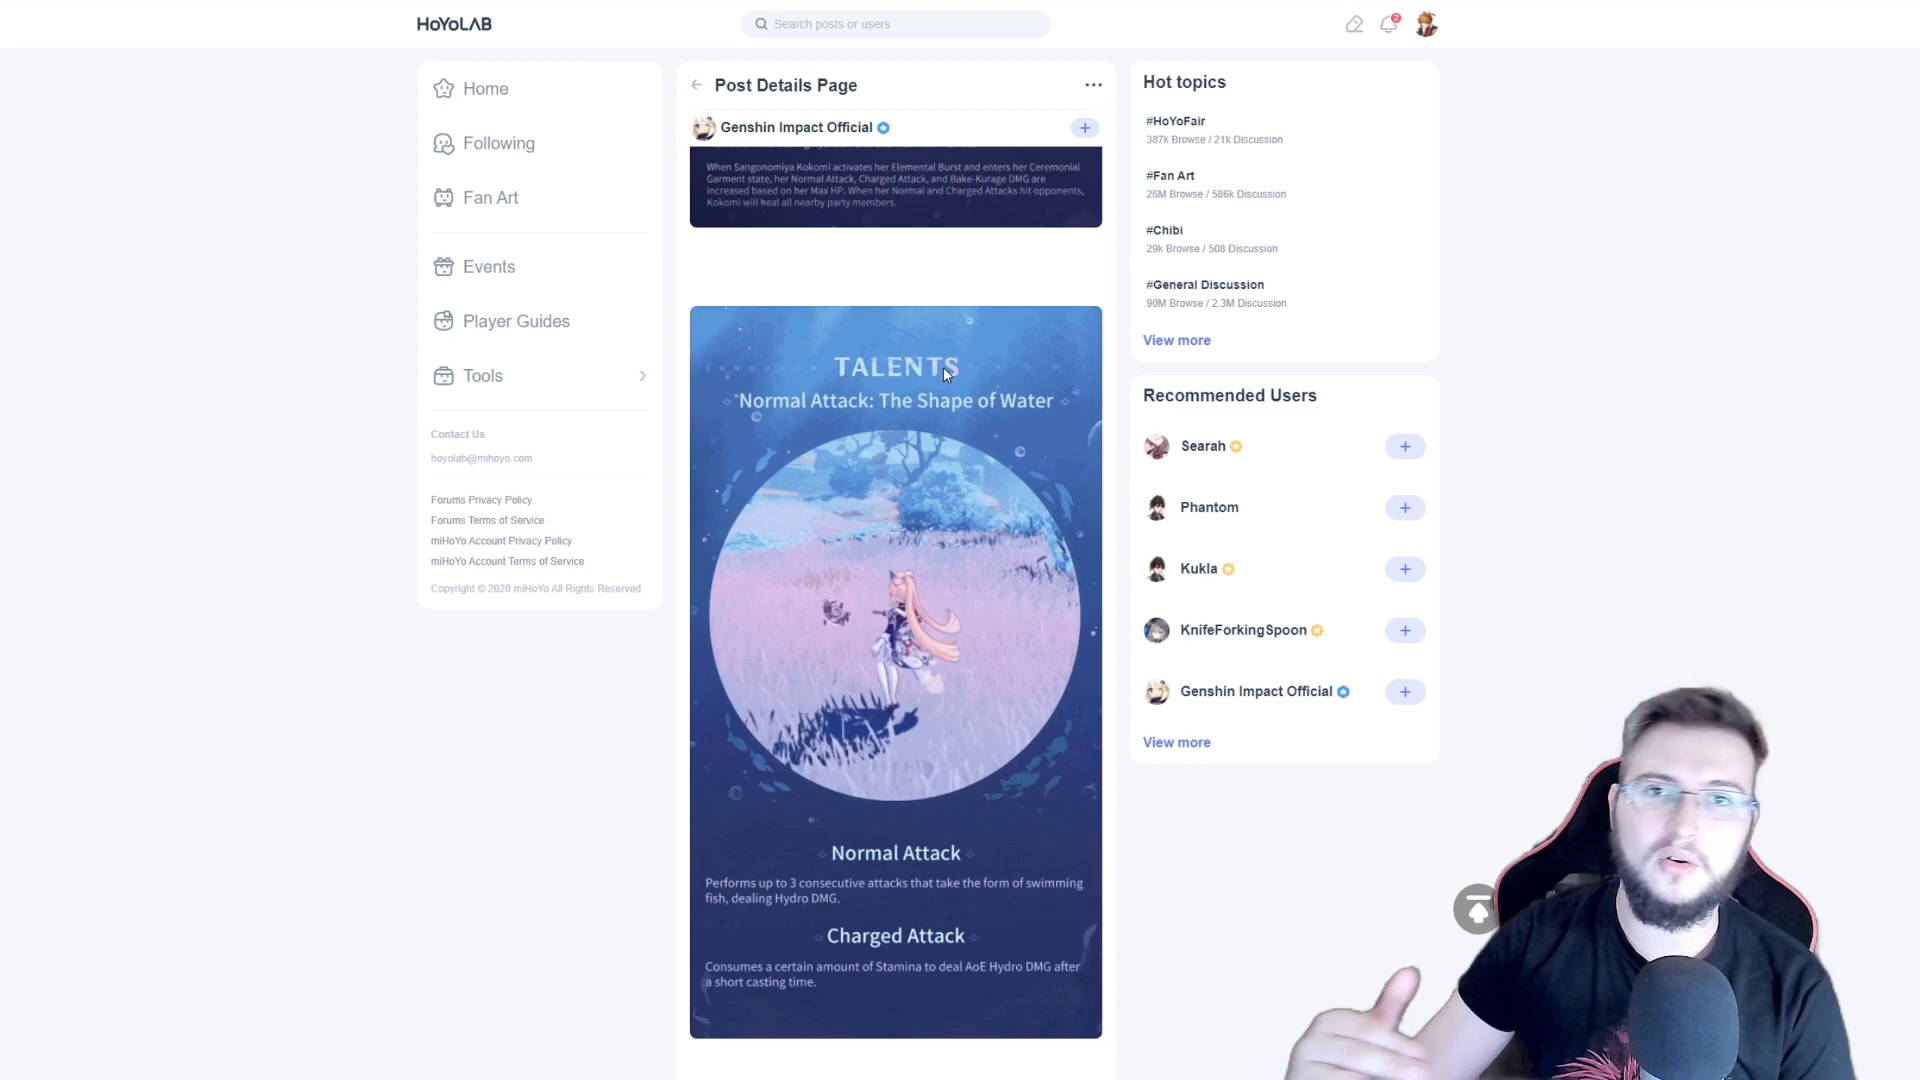 HoYoLAB
Search posts or users
2
Home
Following
Fan Art
Events
Player Guides
Tools
Contact Us
hoyolab@mihoyo.com
Forums Privacy Policy
Forums Terms of Service
miHoYo Account Privacy Policy
miHoYo Account Terms of Service
Copyright © 2020 miHoYo All Rights Reserved
Post Details Page
Genshin Impact Official
When Sangonomiya Kokomi activates her Elemental Burst and enters her Ceremonial
Garment state, her Normal Attack, Charged Attack, and Bake-Kurage DMG are
increased based on her Max HP. When her Normal and Charged Attacks hit opponents,
Kokomi will heal all nearby party members.
TALENTS
Normal Attack: The Shape of Water
Normal Attack
Performs up to 3 consecutive attacks that take the form of swimming
fish, dealing Hydro DMG.
Charged Attack
Consumes a certain amount of Stamina to deal AoE Hydro DMG after
a short casting time.
Hot topics
#HoYoFair
387k Browse / 21k Discussion
#Fan Art
26M Browse / 586k Discussion
#Chibi
29k Browse / 508 Discussion
#General Discussion
90M Browse / 2.3M Discussion
View more
Recommended Users
Searah
Phantom
Kukla
KnifeForkingSpoon
Genshin Impact Official
View more